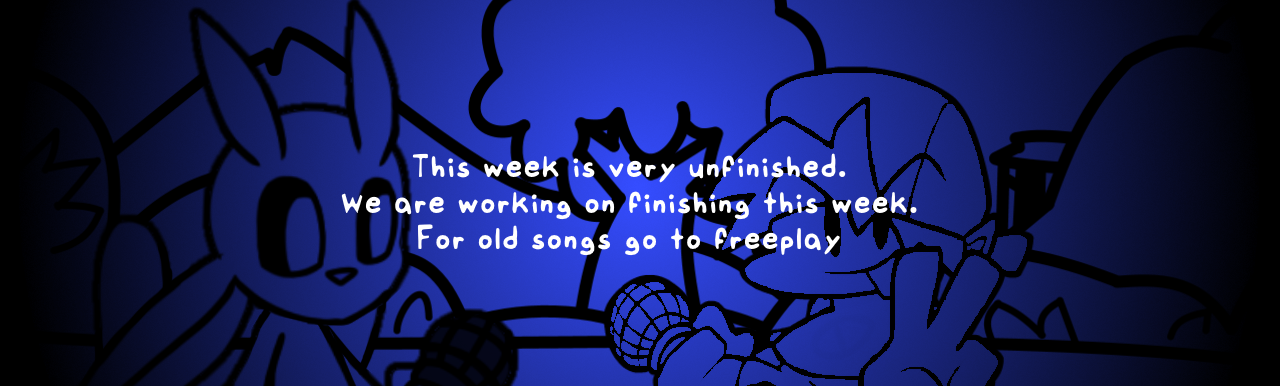 This week is very unfinished.
We are working on finishing this week.
For old songs go to freeplay